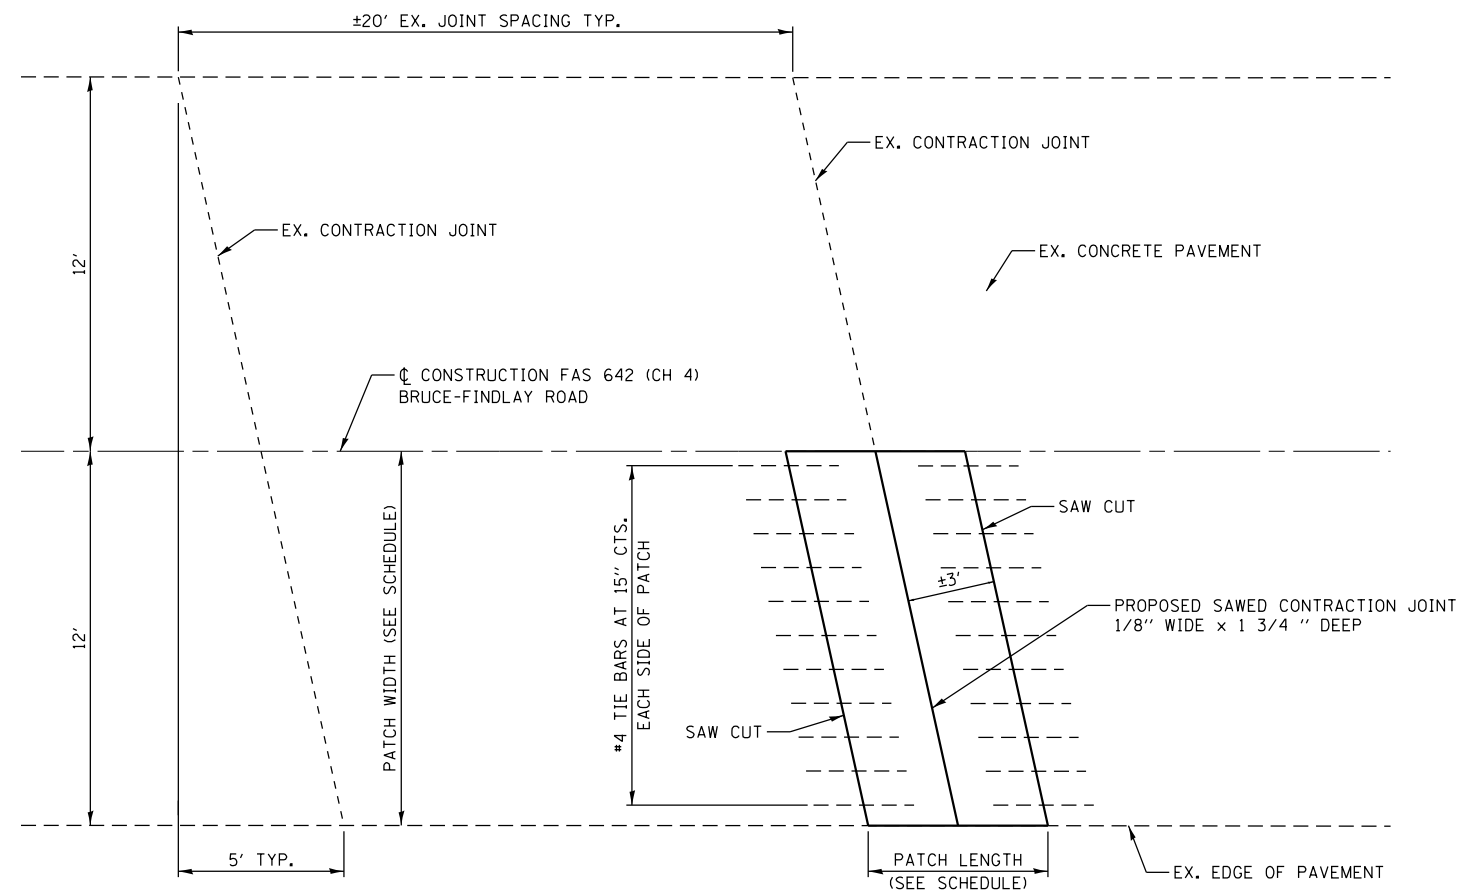 ±20' EX. JOINT SPACING TYP.
EX. CONTRACTION JOINT
EX. CONTRACTION JOINT
EX. CONCRETE PAVEMENT
12'
℄ CONSTRUCTION FAS 642 (CH 4)
BRUCE-FINDLAY ROAD
SAW CUT
±3'
PATCH WIDTH (SEE SCHEDULE)
#4 TIE BARS AT 15'' CTS.
EACH SIDE OF PATCH
PROPOSED SAWED CONTRACTION JOINT
1/8'' WIDE x 1 3/4 '' DEEP
12'
SAW CUT
5' TYP.
PATCH LENGTH
(SEE SCHEDULE)
EX. EDGE OF PAVEMENT